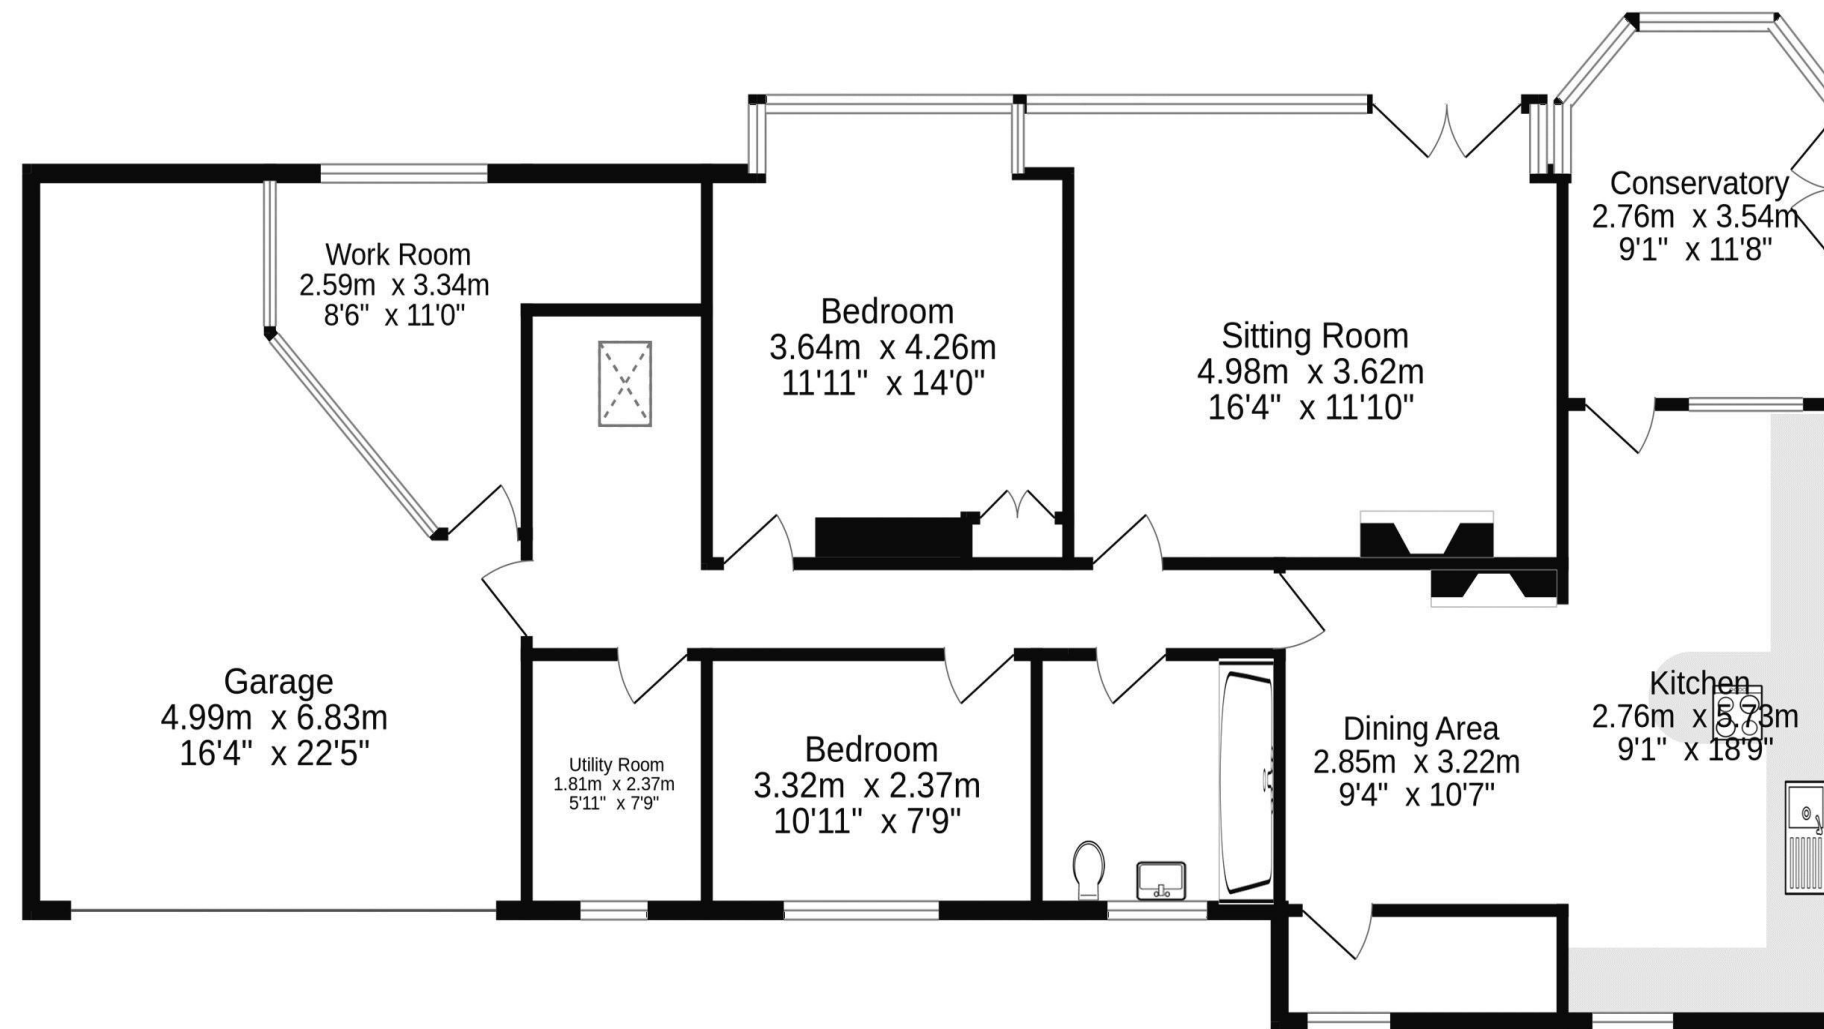 Conservatory
2.76m x 3.54m
9'1" x 11'8"
Work Room
2.59m x 3.34m
8'6" x 11'0"
Bedroom
3.64m x 4.26m
11'11" x 14'0"
Sitting Room
4.98m x 3.62m
16'4" x 11'10"
Garage
4.99m x 6.83m
16'4" x 22'5"
Utility Room
1.81m x 2.37m
5'11" x 7'9"
Bedroom
3.32m x 2.37m
10'11" x 7'9"
Dining Area
2.85m x 3.22m
9'4" x 10'7"
Kitchen
2.76m x 5.73m
9'1" x 18'9"